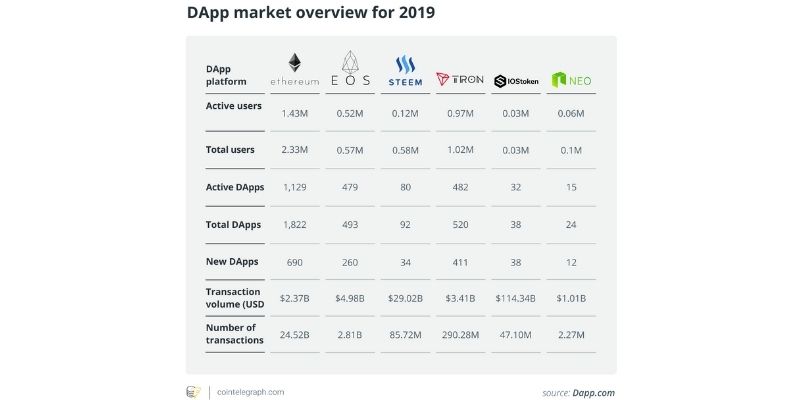 DApp market overview for 2019
DApp platform ethereum EOS STEEM TRON IOStoken NEO
Active users 1.43M 0.52M 0.12M 0.97M 0.03M 0.06M
Total users 2.33M 0.57M 0.58M 1.02M 0.03M 0.1M
Active DApps 1,129 479 80 482 32 15
Total DApps 1,822 493 92 520 38 24
New DApps 690 260 34 411 38 12
Transaction volume (USD $2.37B $4.98B $29.02B $3.41B $114.34B $1.01B
Number of transactions 24.52B 2.81B 85.72M 290.28M 47.10M 2.27M
cointelegraph.com source: Dapp.com